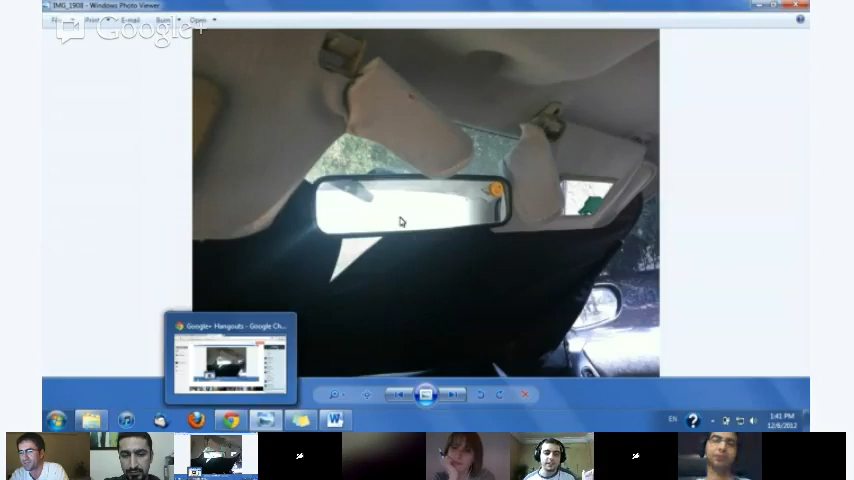 IMG_1908 - Windows Photo Viewer
Print
E-mail
Burn
Open
Google+
Google+ Hangouts - Google Ch...
EN
1:41 PM
12/6/2012